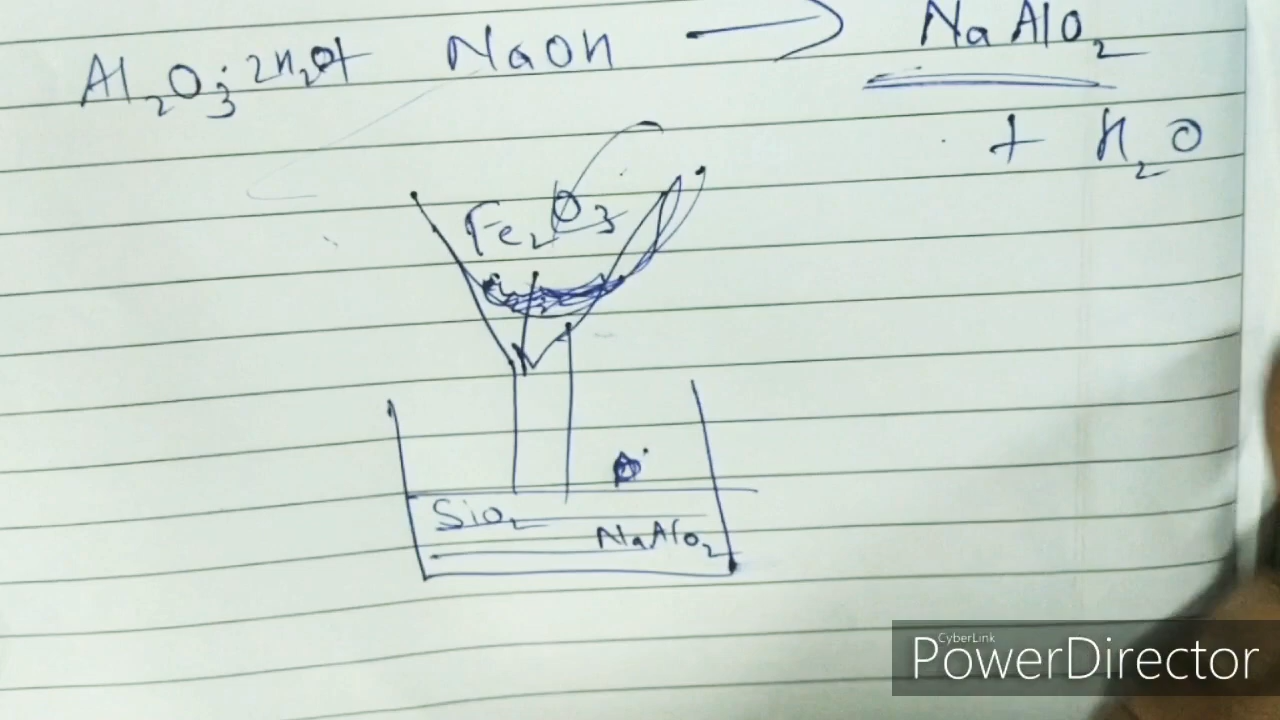 Al₂O₃·2H₂O + NaOH → NaAlO₂
+ H₂O
Fe₂O₃
SiO₂
NaAlO₂
CyberLink
PowerDirector